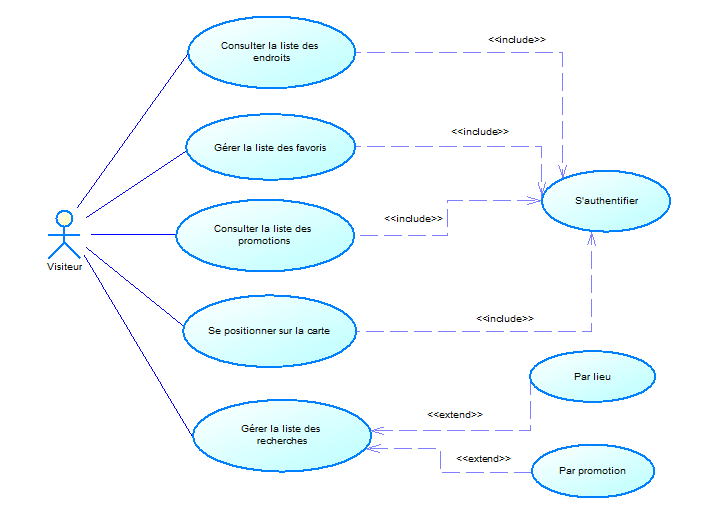 Consulter la liste des
endroits
<<include>>
Gérer la liste des favoris
<<include>>
S'authentifier
Consulter la liste des
promotions
<<include>>
Visiteur
Se positionner sur la carte
<<include>>
Par lieu
<<extend>>
Gérer la liste des
recherches
<<extend>>
Par promotion